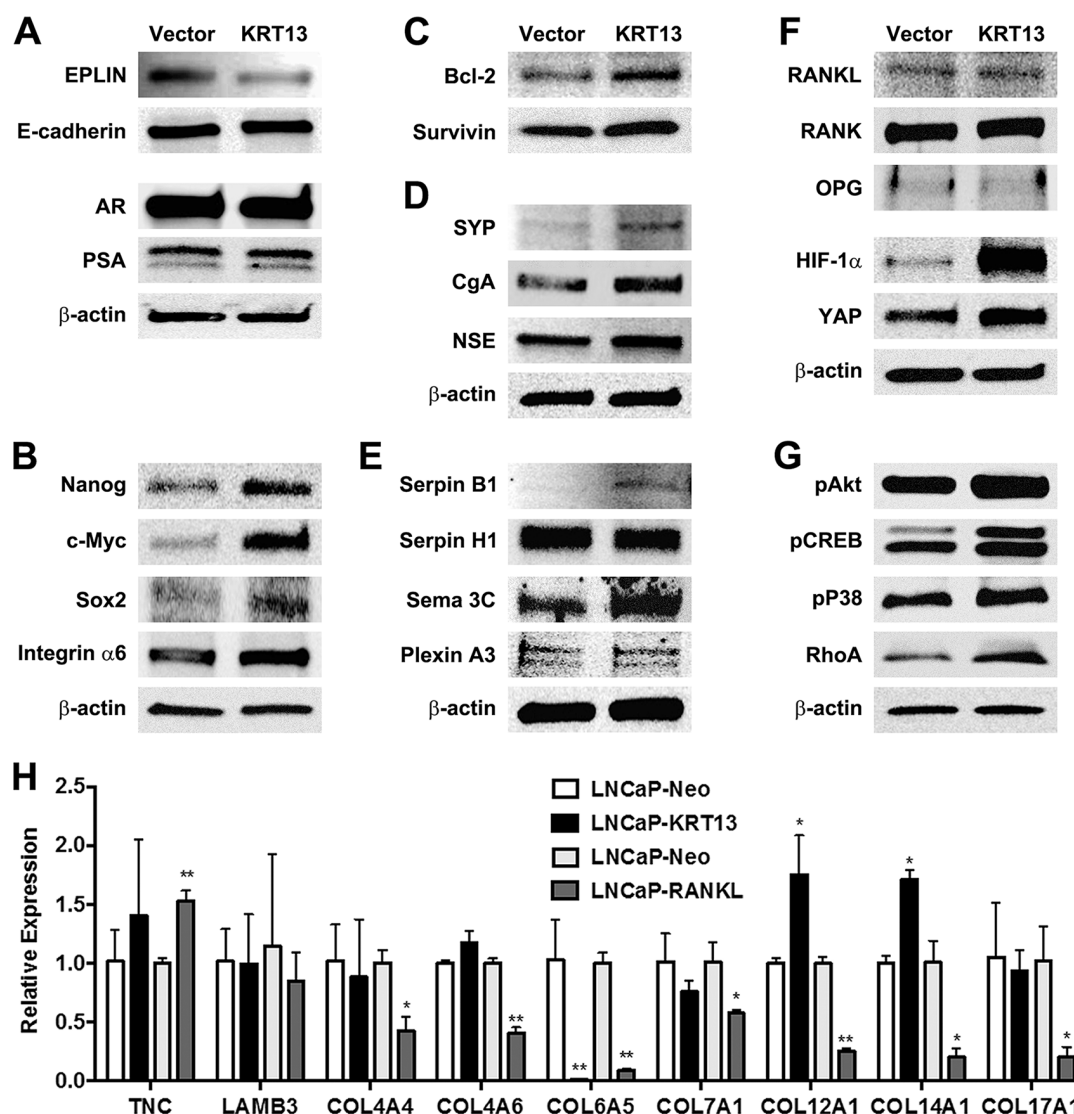 A
Vector KRT13
EPLIN
E-cadherin
AR
PSA
β-actin
B
Nanog
c-Myc
Sox2
Integrin α6
β-actin
C
Vector KRT13
Bcl-2
Survivin
D
SYP
CgA
NSE
β-actin
E
Serpin B1
Serpin H1
Sema 3C
Plexin A3
β-actin
F
Vector KRT13
RANKL
RANK
OPG
HIF-1α
YAP
β-actin
G
pAkt
pCREB
pP38
RhoA
β-actin
H
Relative Expression
2.5
2.0
1.5
1.0
0.5
0.0
LNCaP-Neo
LNCaP-KRT13
LNCaP-Neo
LNCaP-RANKL
** * ** ** ** * * ** * * *
TNC LAMB3 COL4A4 COL4A6 COL6A5 COL7A1 COL12A1 COL14A1 COL17A1